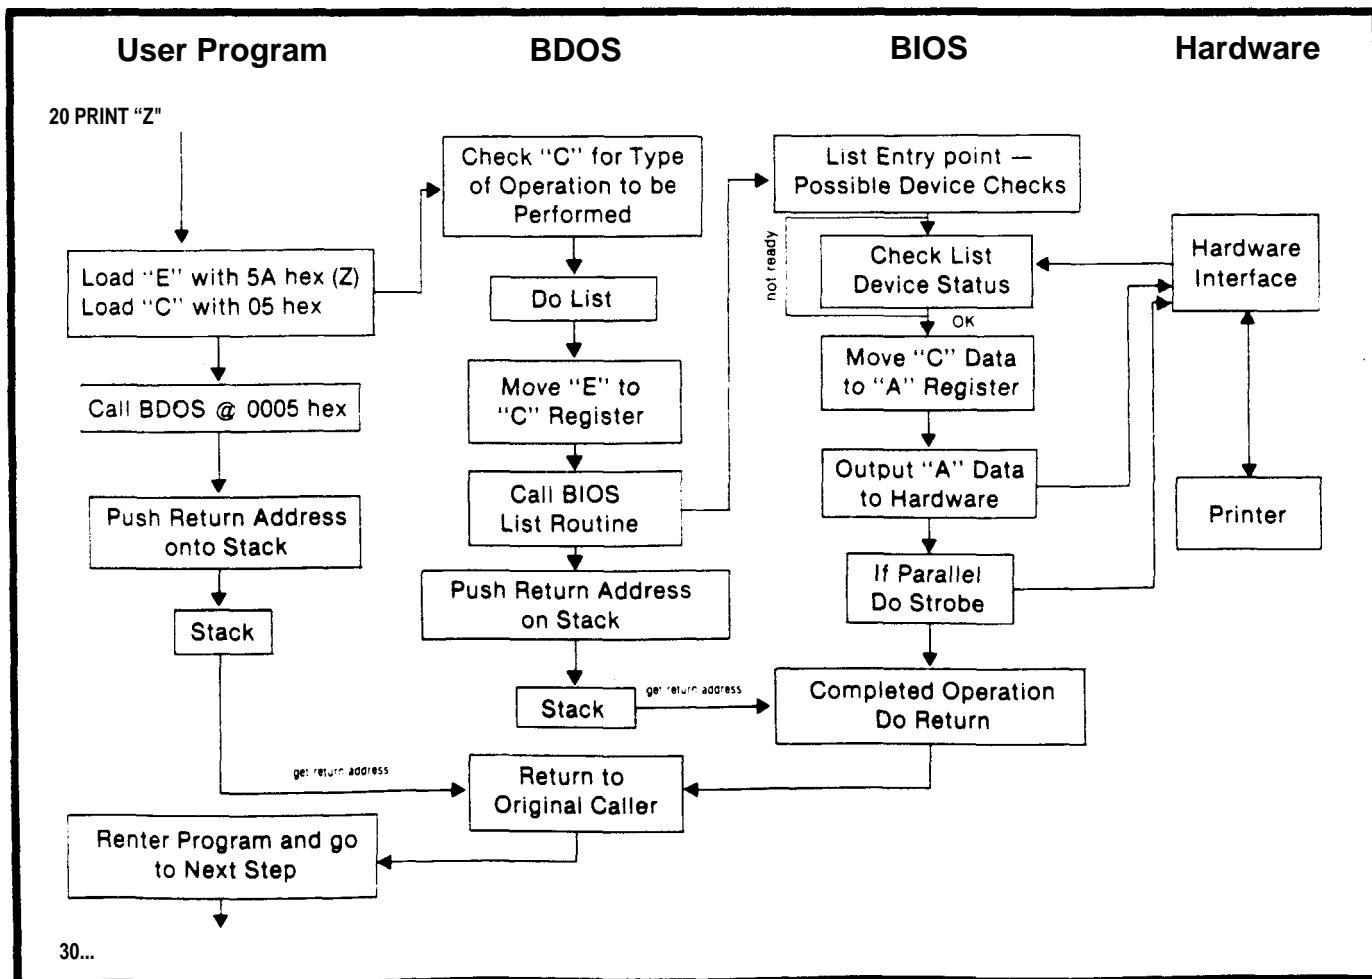 User Program
BDOS
BIOS
Hardware
20 PRINT “Z"
Load “E” with 5A hex (Z)
Load “C” with 05 hex
Call BDOS @ 0005 hex
Push Return Address
onto Stack
Stack
get return address
Renter Program and go
to Next Step
30...
Check “C” for Type
of Operation to be
Performed
Do List
Move “E” to
“C” Register
Call BIOS
List Routine
Push Return Address
on Stack
Stack
get return address
Return to
Original Caller
List Entry point —
Possible Device Checks
not ready
Check List
Device Status
OK
Move “C” Data
to “A” Register
Output “A” Data
to Hardware
If Parallel
Do Strobe
Completed Operation
Do Return
Hardware
Interface
Printer